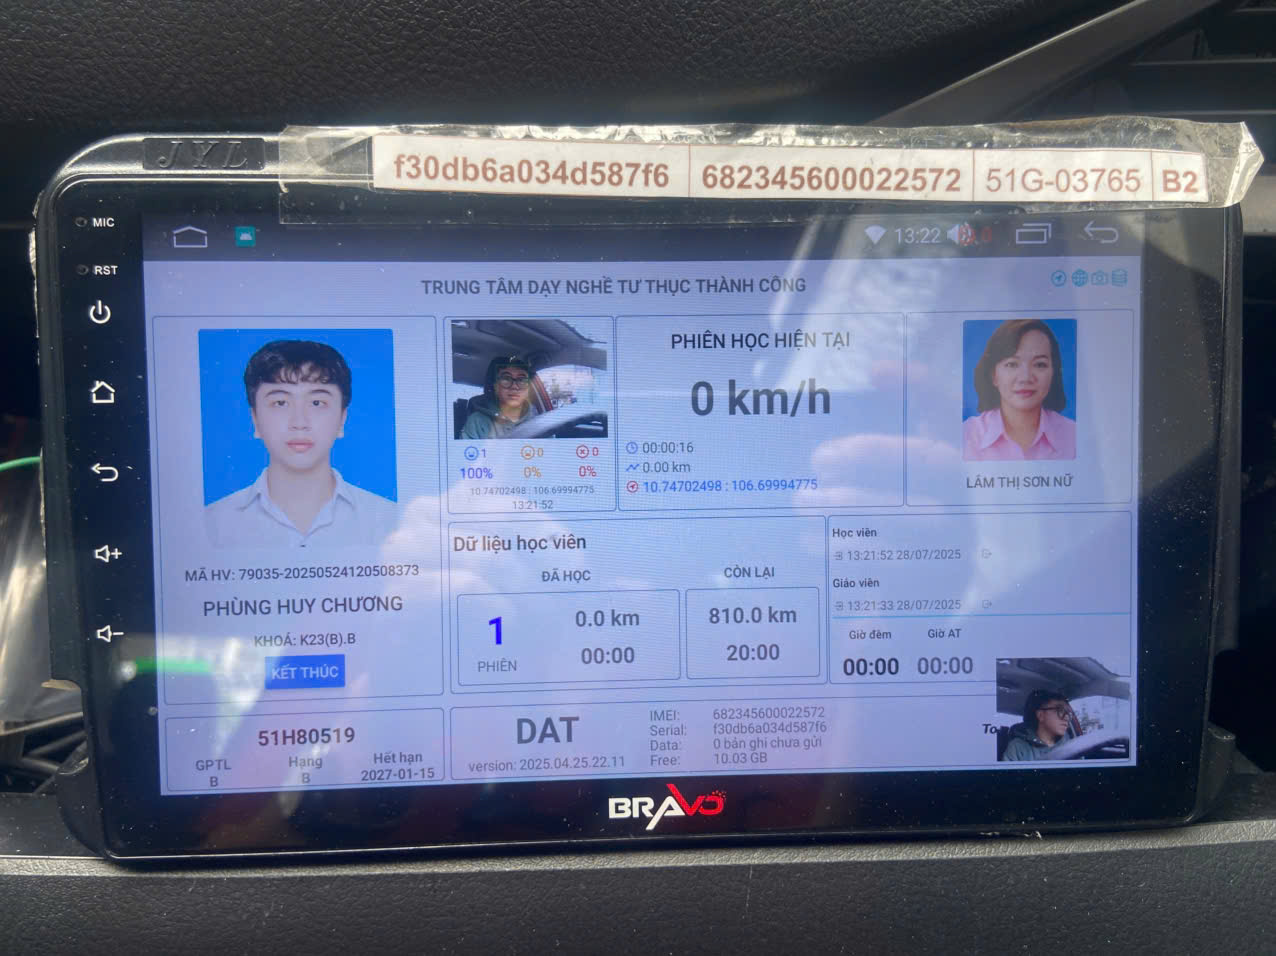 JYL
f30db6a034d587f6 682345600022572 51G-03765 B2
MIC
RST
13:22
TRUNG TÂM DẠY NGHỀ TƯ THỤC THÀNH CÔNG
MÃ HV: 79035-20250524120508373
PHÙNG HUY CHƯƠNG
KHOÁ: K23(B).B
KẾT THÚC
1 0 0
100% 0% 0%
10.74702498 : 106.69994775
13:21:52
PHIÊN HỌC HIỆN TẠI
0 km/h
00:00:16
0.00 km
10.74702498 : 106.69994775
LÂM THỊ SƠN NỮ
Dữ liệu học viên
ĐÃ HỌC
1
PHIÊN
0.0 km
00:00
CÒN LẠI
810.0 km
20:00
Học viên
13:21:52 28/07/2025
Giáo viên
13:21:33 28/07/2025
Giờ đêm Giờ AT
00:00 00:00
51H80519
GPTL Hạng Hết hạn
B B 2027-01-15
DAT
version: 2025.04.25.22.11
IMEI: 682345600022572
Serial: f30db6a034d587f6
Data: 0 bản ghi chưa gửi
Free: 10.03 GB
BRAVO